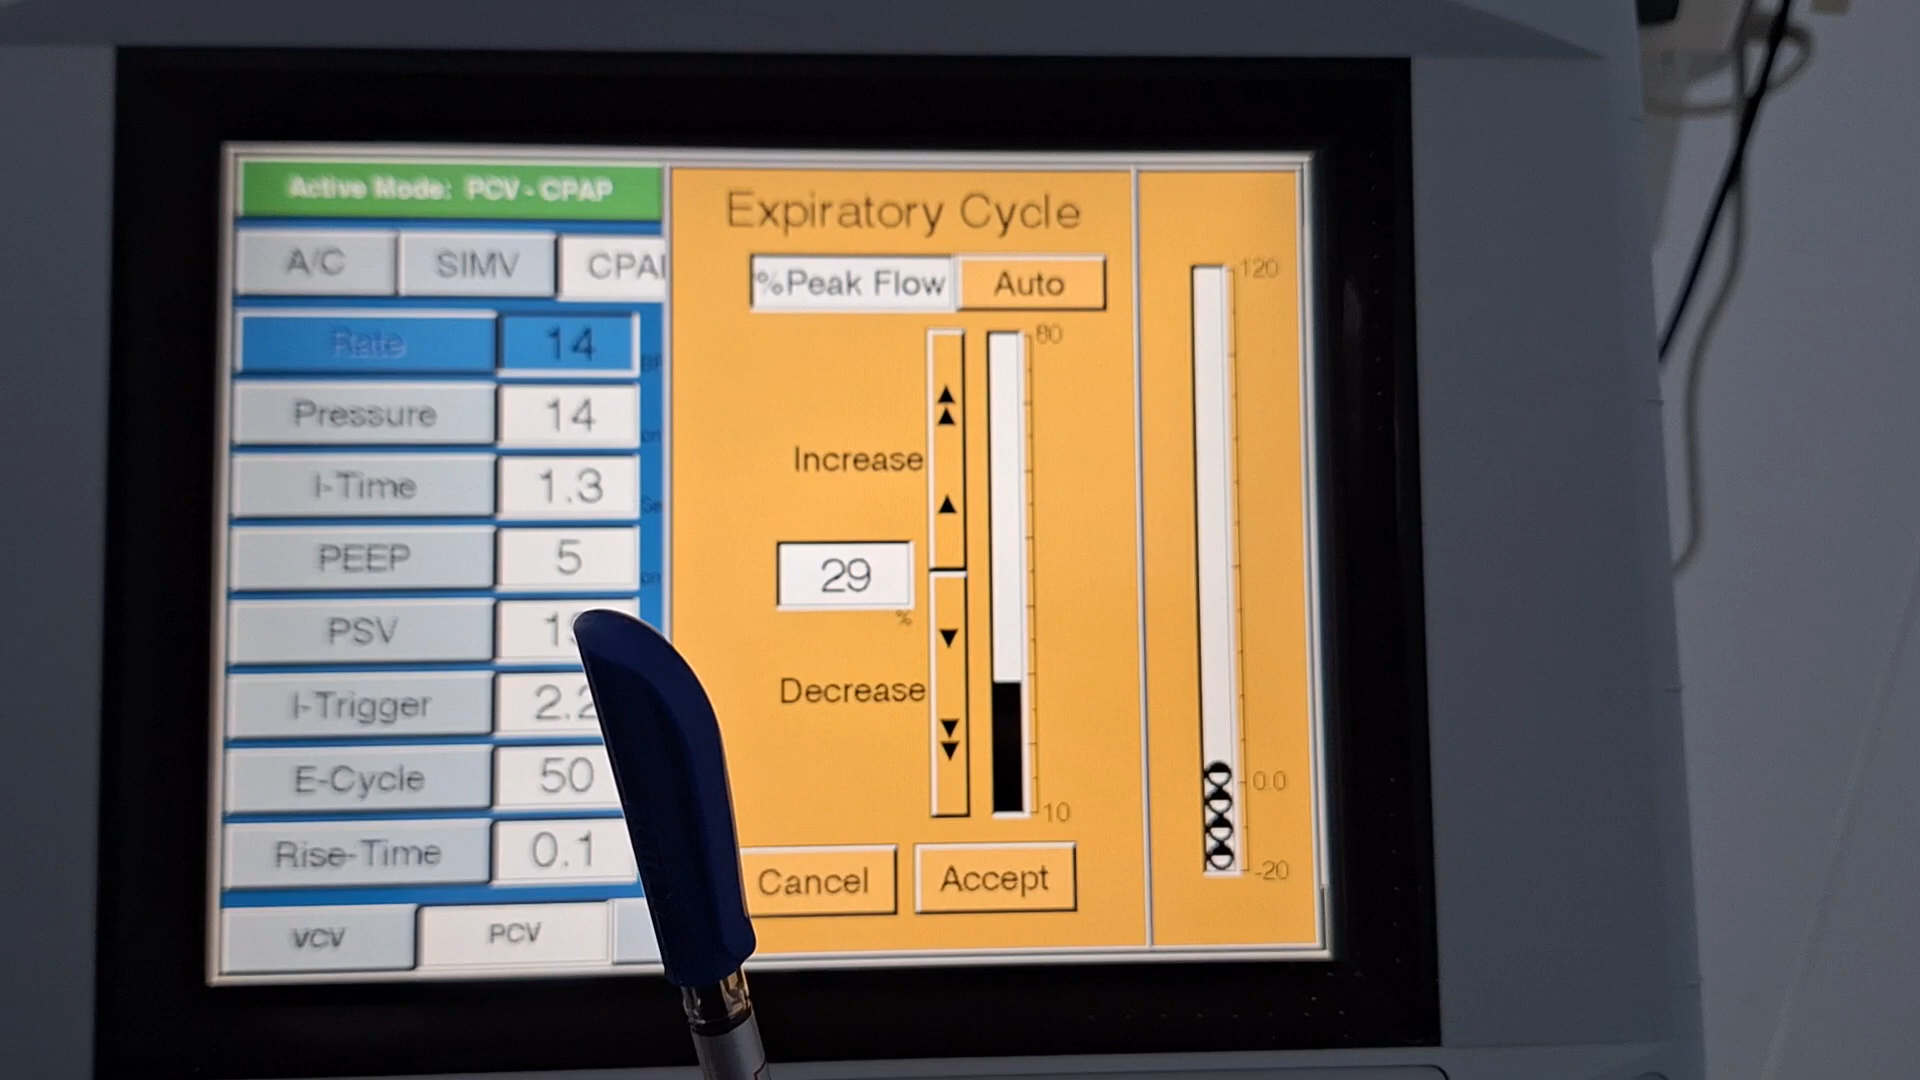 Active Mode: PCV - CPAP
A/C SIMV
Rate 14
Pressure 14
I-Time 1.3
PEEP 5
PSV
I-Trigger 2.2
E-Cycle 50
Rise-Time 0.1
VCV PCV
Expiratory Cycle
%Peak Flow Auto
80
Increase
29
%
Decrease
10
Cancel Accept
120
0.0
-20